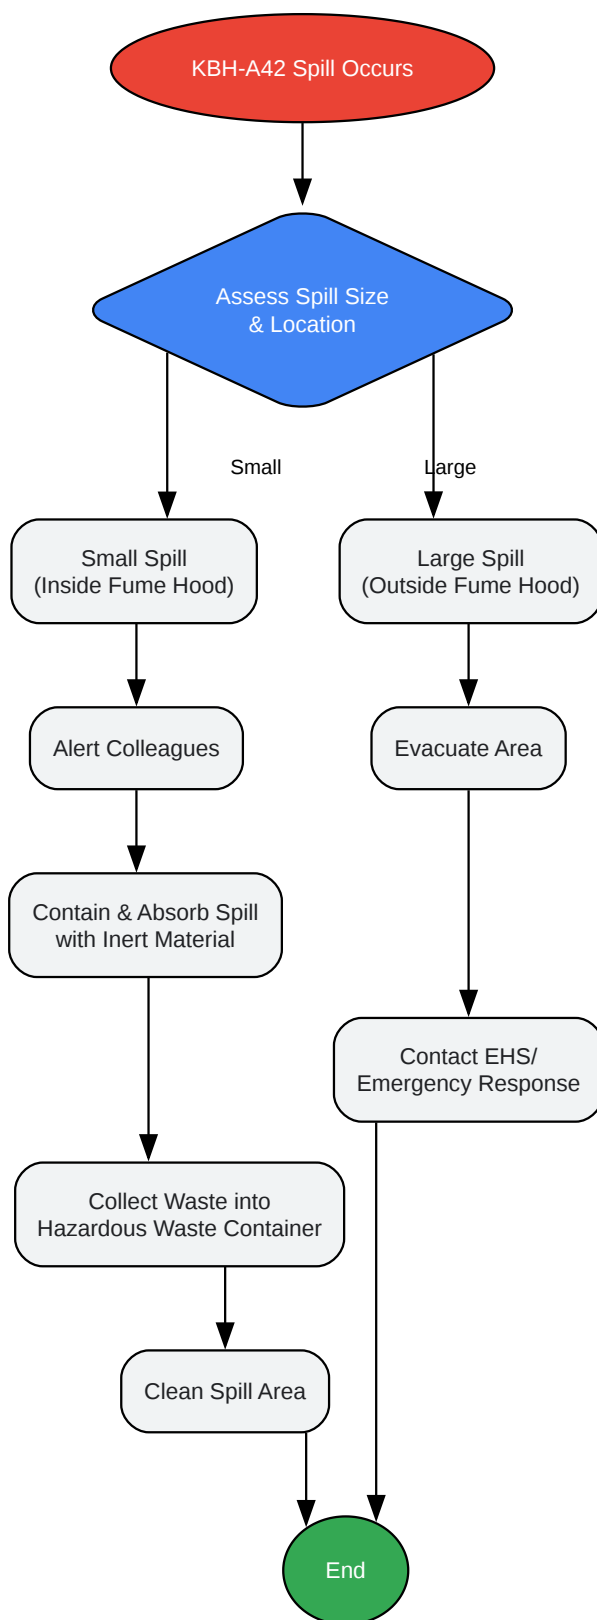 KBH-A42 Spill Occurs
Assess Spill Size
& Location
Small
Large
Small Spill
(Inside Fume Hood)
Large Spill
(Outside Fume Hood)
Alert Colleagues
Evacuate Area
Contain & Absorb Spill
with Inert Material
Contact EHS/
Emergency Response
Collect Waste into
Hazardous Waste Container
Clean Spill Area
End